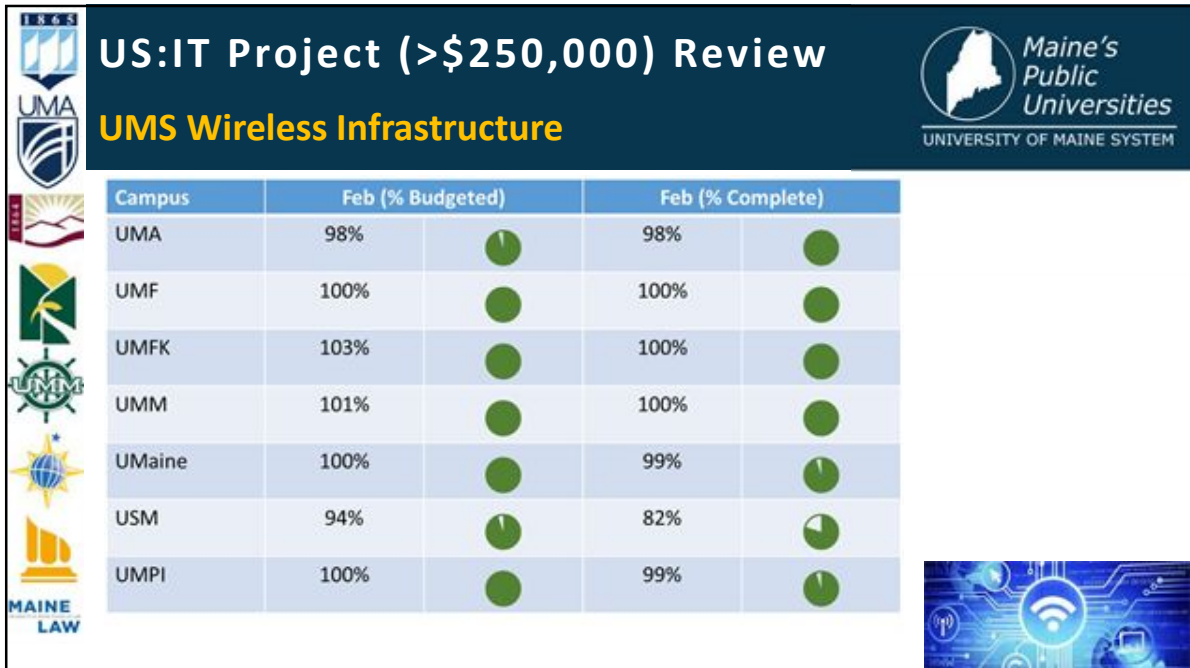 1865
US:IT Project (>$250,000) Review
UMS Wireless Infrastructure
Maine's
Public
Universities
UNIVERSITY OF MAINE SYSTEM
UMA
1864
UMM
MAINE
LAW
Campus Feb (% Budgeted) Feb (% Complete)
UMA 98% 98%
UMF 100% 100%
UMFK 103% 100%
UMM 101% 100%
UMaine 100% 99%
USM 94% 82%
UMPI 100% 99%